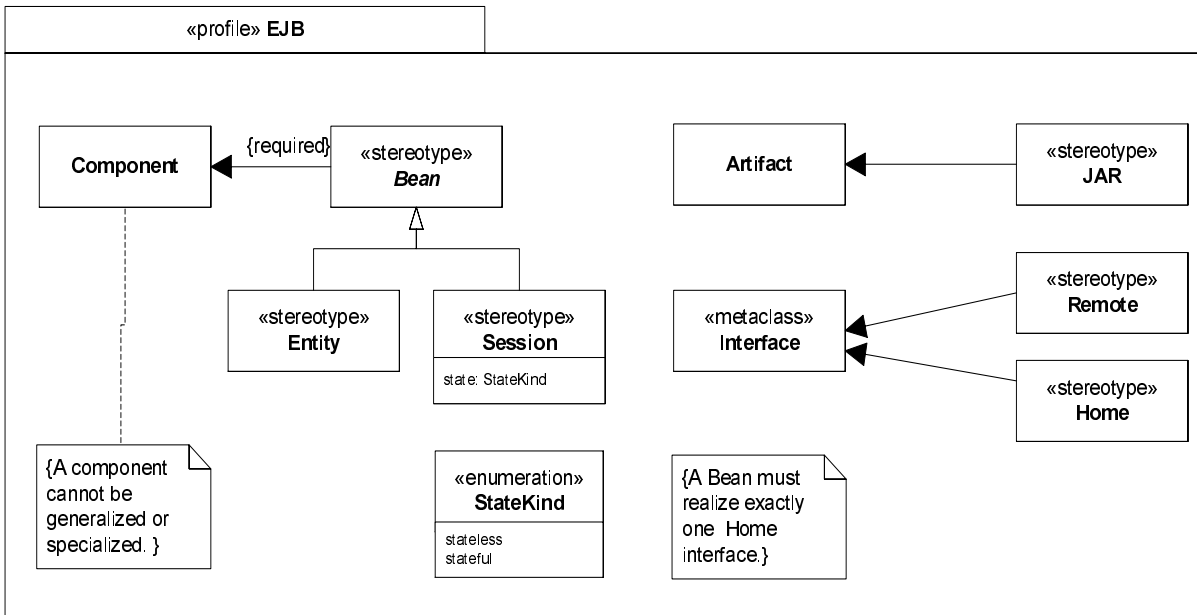 «profile» EJB
Component
{required}
«stereotype»
Bean
Artifact
«stereotype»
JAR
«stereotype»
Entity
«stereotype»
Session
state: StateKind
«metaclass»
Interface
«stereotype»
Remote
«stereotype»
Home
{A component
cannot be
generalized or
specialized. }
«enumeration»
StateKind
stateless
stateful
{A Bean must
realize exactly
one Home
interface.}